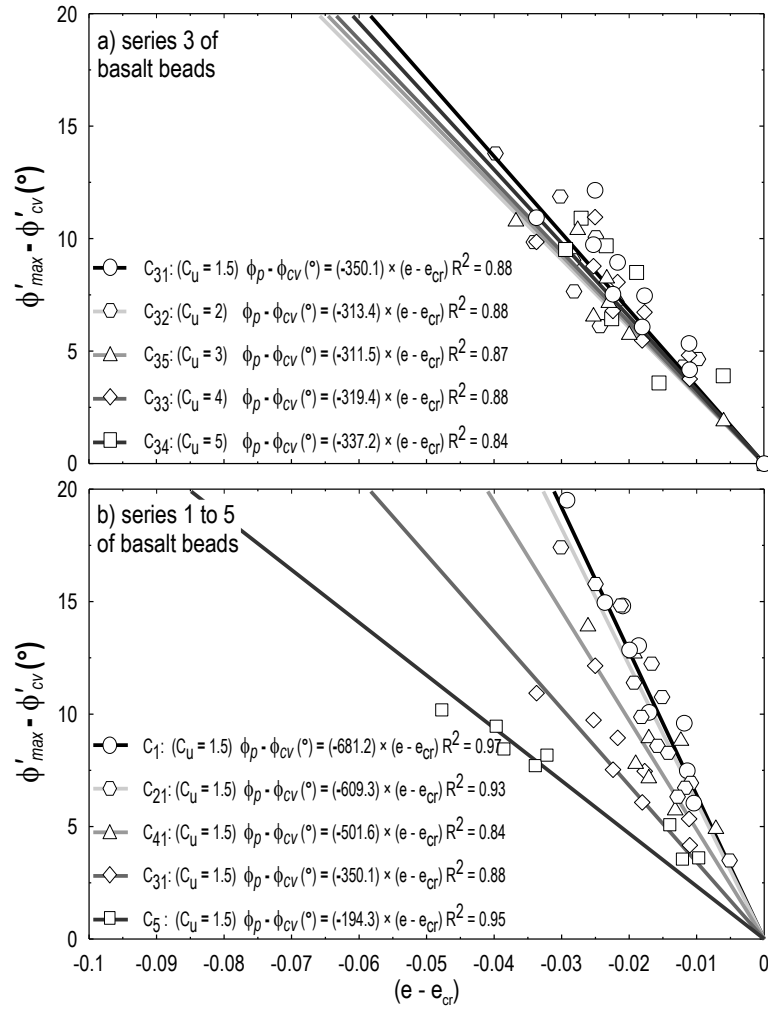 20
a) series 3 of
basalt beads
15
ϕ′max - ϕ′cv (°)
10
C31: (Cu = 1.5) ϕp - ϕcv (°) = (-350.1) × (e - ecr) R² = 0.88
C32: (Cu = 2) ϕp - ϕcv (°) = (-313.4) × (e - ecr) R² = 0.88
5
C35: (Cu = 3) ϕp - ϕcv (°) = (-311.5) × (e - ecr) R² = 0.87
C33: (Cu = 4) ϕp - ϕcv (°) = (-319.4) × (e - ecr) R² = 0.88
C34: (Cu = 5) ϕp - ϕcv (°) = (-337.2) × (e - ecr) R² = 0.84
0
20
b) series 1 to 5
of basalt beads
15
ϕ′max - ϕ′cv (°)
10
C1: (Cu = 1.5) ϕp - ϕcv (°) = (-681.2) × (e - ecr) R² = 0.97
C21: (Cu = 1.5) ϕp - ϕcv (°) = (-609.3) × (e - ecr) R² = 0.93
5
C41: (Cu = 1.5) ϕp - ϕcv (°) = (-501.6) × (e - ecr) R² = 0.84
C31: (Cu = 1.5) ϕp - ϕcv (°) = (-350.1) × (e - ecr) R² = 0.88
C5 : (Cu = 1.5) ϕp - ϕcv (°) = (-194.3) × (e - ecr) R² = 0.95
0
-0.1 -0.09 -0.08 -0.07 -0.06 -0.05 -0.04 -0.03 -0.02 -0.01 0
(e - ecr)